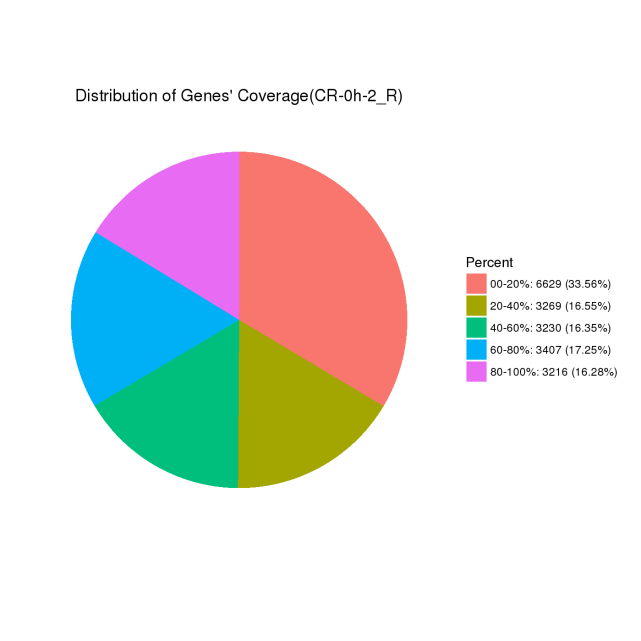 Distribution of Genes' Coverage(CR-0h-2_R)
Percent
00-20%: 6629 (33.56%)
20-40%: 3269 (16.55%)
40-60%: 3230 (16.35%)
60-80%: 3407 (17.25%)
80-100%: 3216 (16.28%)